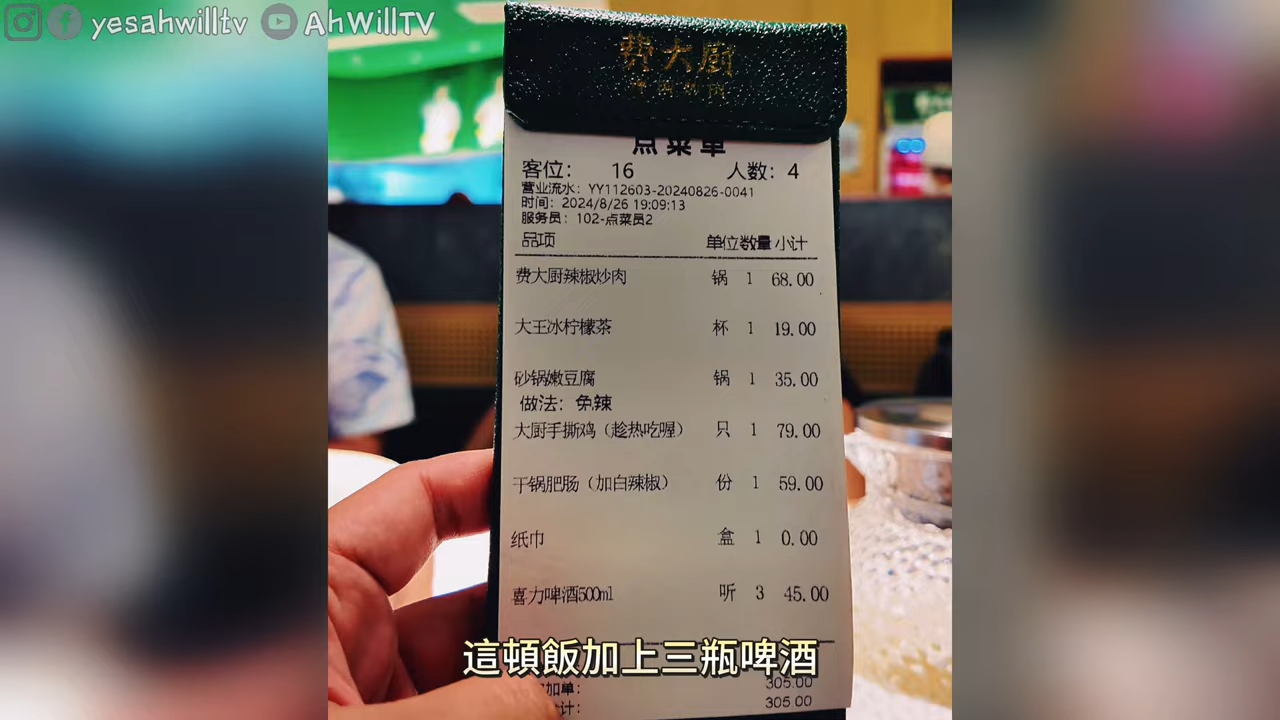 yesahwilltv AhWillTV
费大厨
点菜单
客位: 16 人数: 4
营业流水: YY112603-20240826-0041
时间: 2024/8/26 19:09:13
服务员: 102-点菜员2
品项 单位数量小计
费大厨辣椒炒肉 锅 1 68.00
大王冰柠檬茶 杯 1 19.00
砂锅嫩豆腐 锅 1 35.00
做法: 免辣
大厨手撕鸡（趁热吃喔） 只 1 79.00
干锅肥肠（加白辣椒） 份 1 59.00
纸巾 盒 1 0.00
喜力啤酒500ml 听 3 45.00
這頓飯加上三瓶啤酒
加单: 305.00
计: 305.00